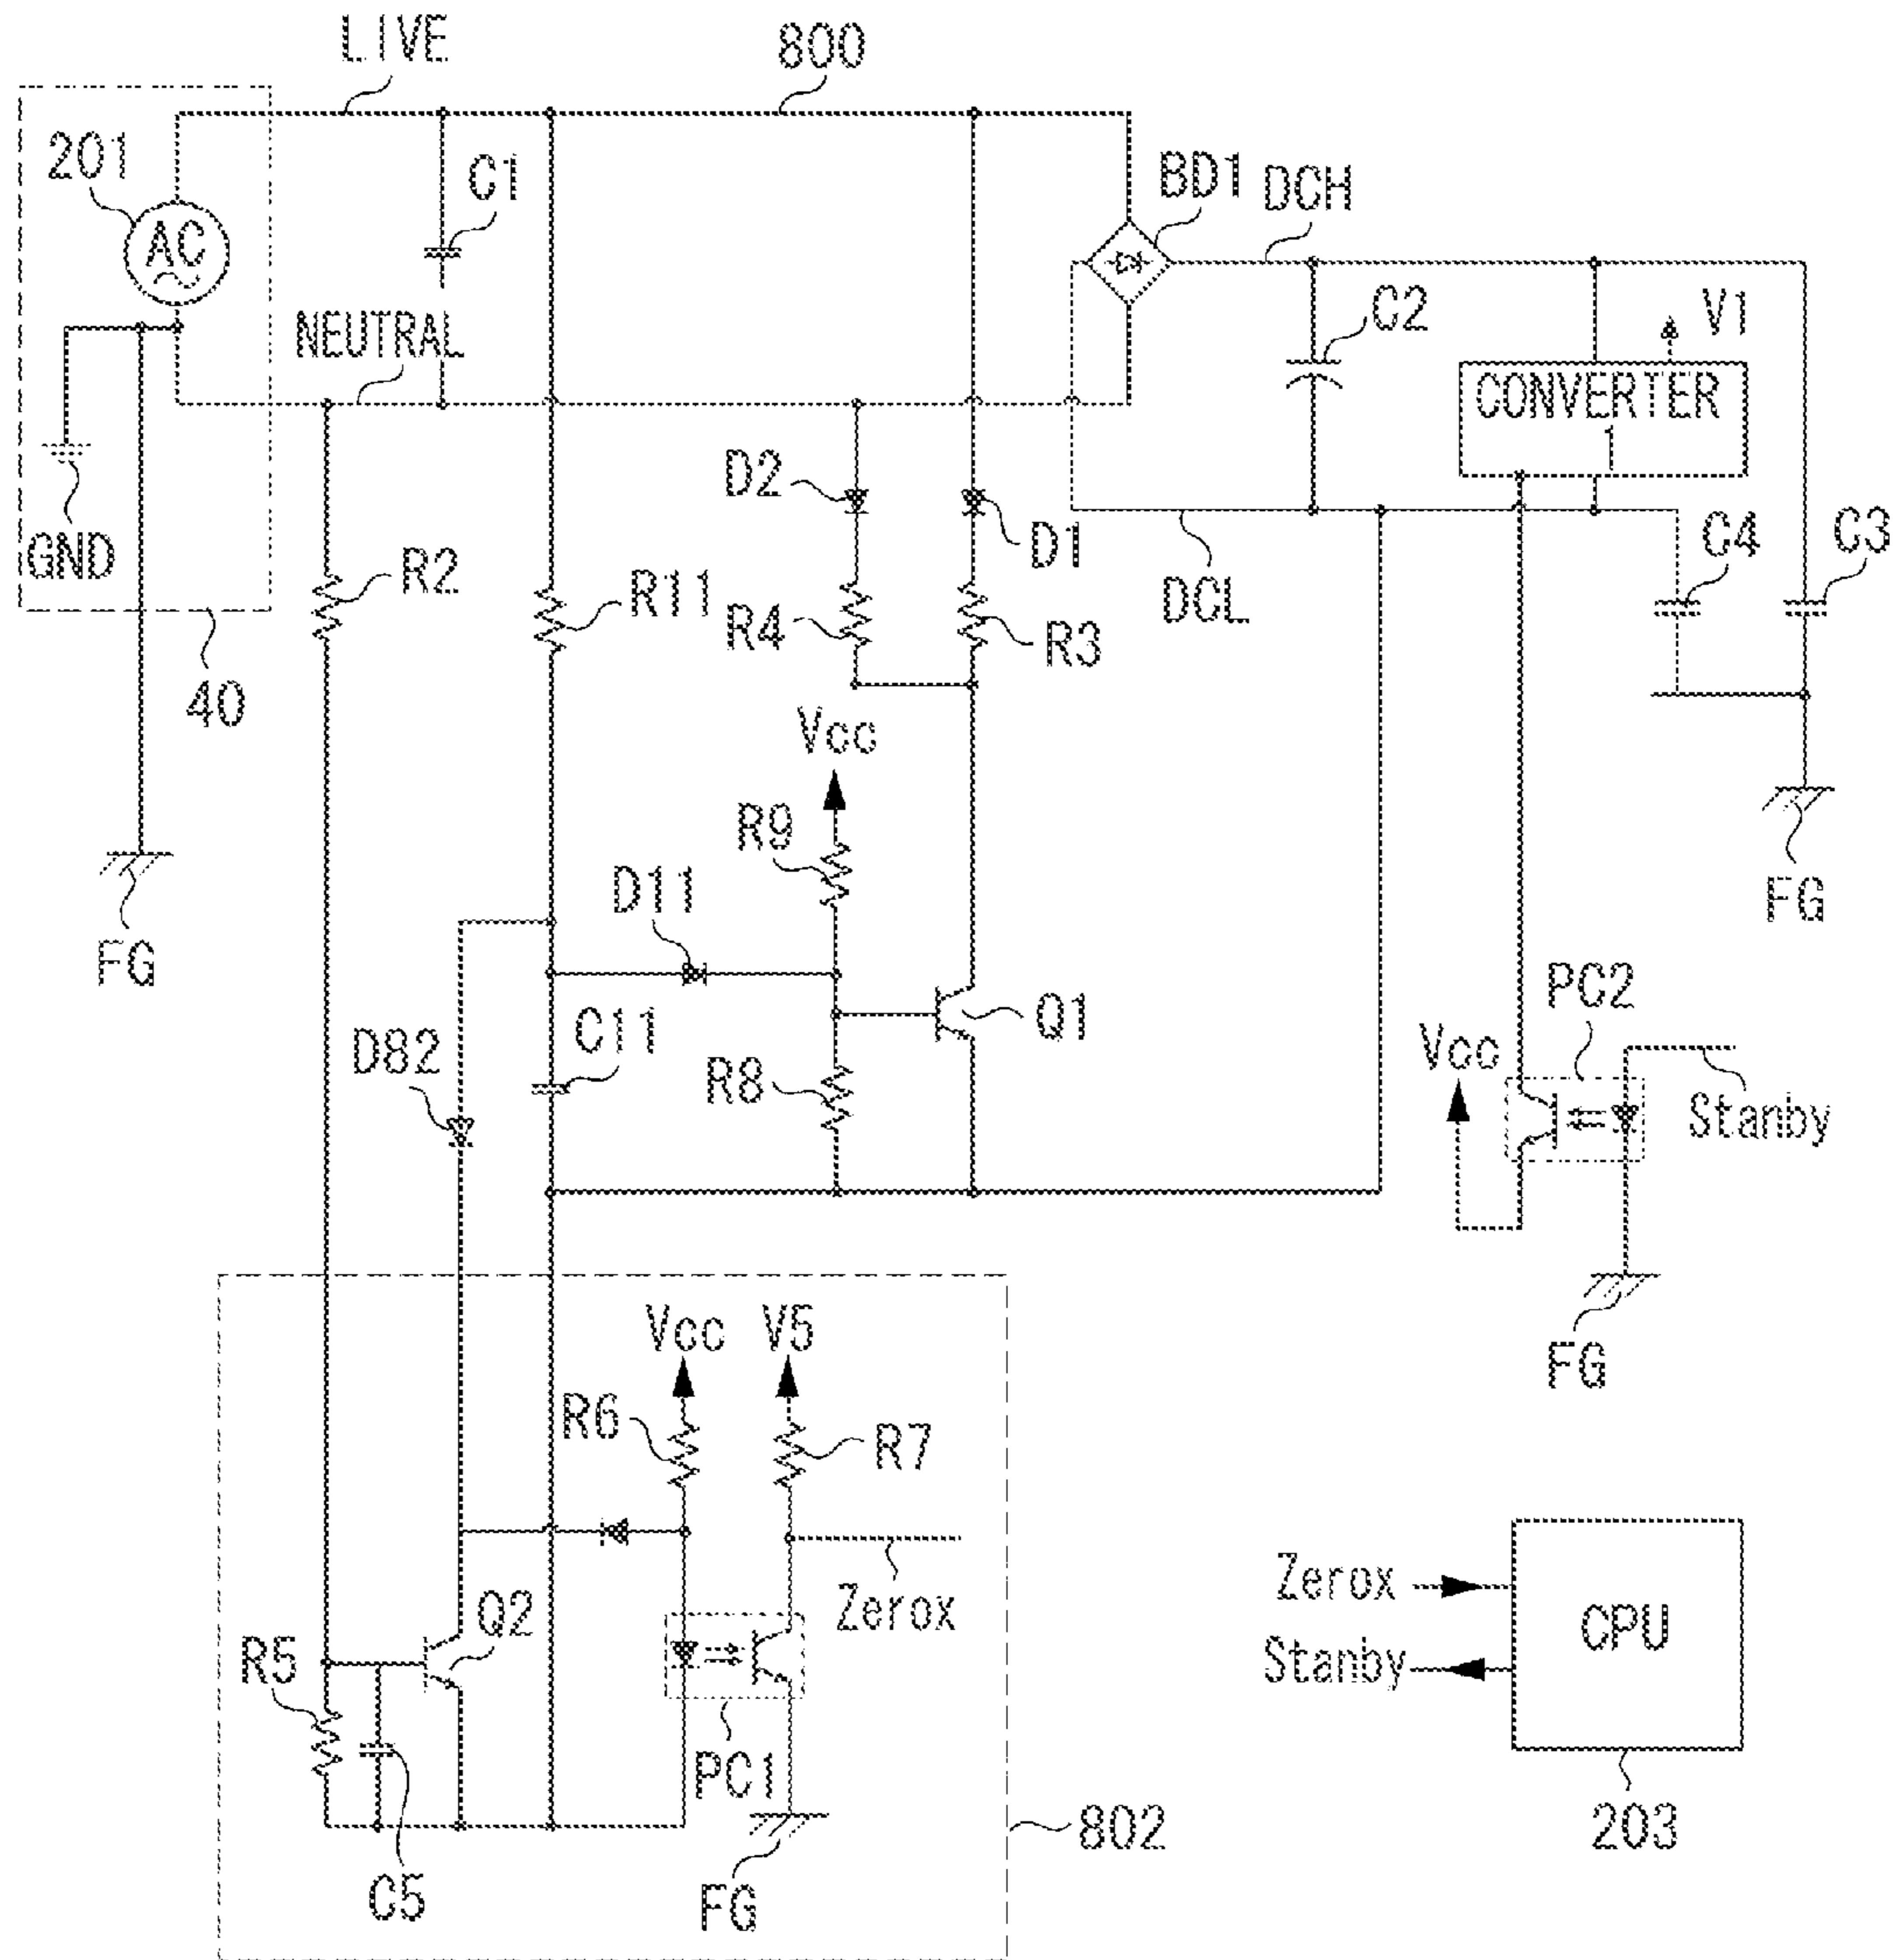 LIVE
800
201
AC
C1
BD1
DCH
NEUTRAL
C2
V1
CONVERTER
1
GND
R2
R11
D2
D1
DCL
C4
C3
R4
R3
40
Vcc
R9
D11
FG
FG
D82
C11
R8
Q1
PC2
Vcc
Stanby
FG
Vcc
V5
R6
R7
Zerox
Q2
R5
PC1
C5
FG
802
Zerox
Stanby
CPU
203